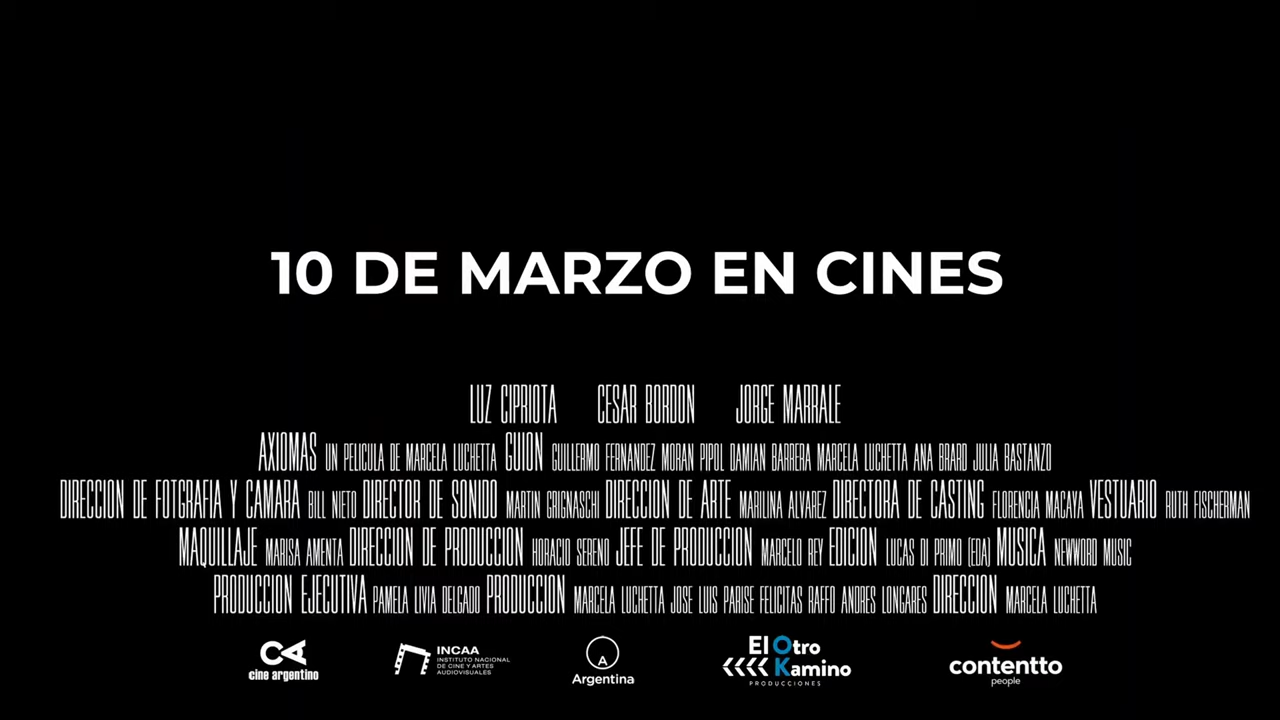 10 DE MARZO EN CINES
LUZ CIPRIOTA CESAR BORDON JORGE MARRALE
AXIOMAS UN PELICULA DE MARCELA LUCHETTA GUION GUILLERMO FERNANDEZ MORAN PIPOL DAMIAN BARRERA MARCELA LUCHETTA ANA BRARD JULIA BASTANZO
DIRECCION DE FOTGRAFIA Y CAMARA BILL NIETO DIRECTOR DE SONIDO MARTIN GRIGNASCHI DIRECCION DE ARTE MARILINA ALVAREZ DIRECTORA DE CASTING FLORENCIA MACAYA VESTUARIO RUTH FISCHERMAN
MAQUILLAJE MARISA AMENTA DIRECCION DE PRODUCCION HORACIO SERENO JEFE DE PRODUCCION MARCELO REY EDICION LUCAS DI PRIMO (EDA) MUSICA NEWWORD MUSIC
PRODUCCION EJECUTIVA PAMELA LIVIA DELGADO PRODUCCION MARCELA LUCHETTA JOSE LUIS PARISE FELICITAS RAFFO ANDRES LONGARES DIRECCION MARCELA LUCHETTA
CA
cine argentino
INCAA
INSTITUTO NACIONAL
DE CINE Y ARTES
AUDIOVISUALES
A
Argentina
El Otro
Kamino
PRODUCCIONES
contentto
people